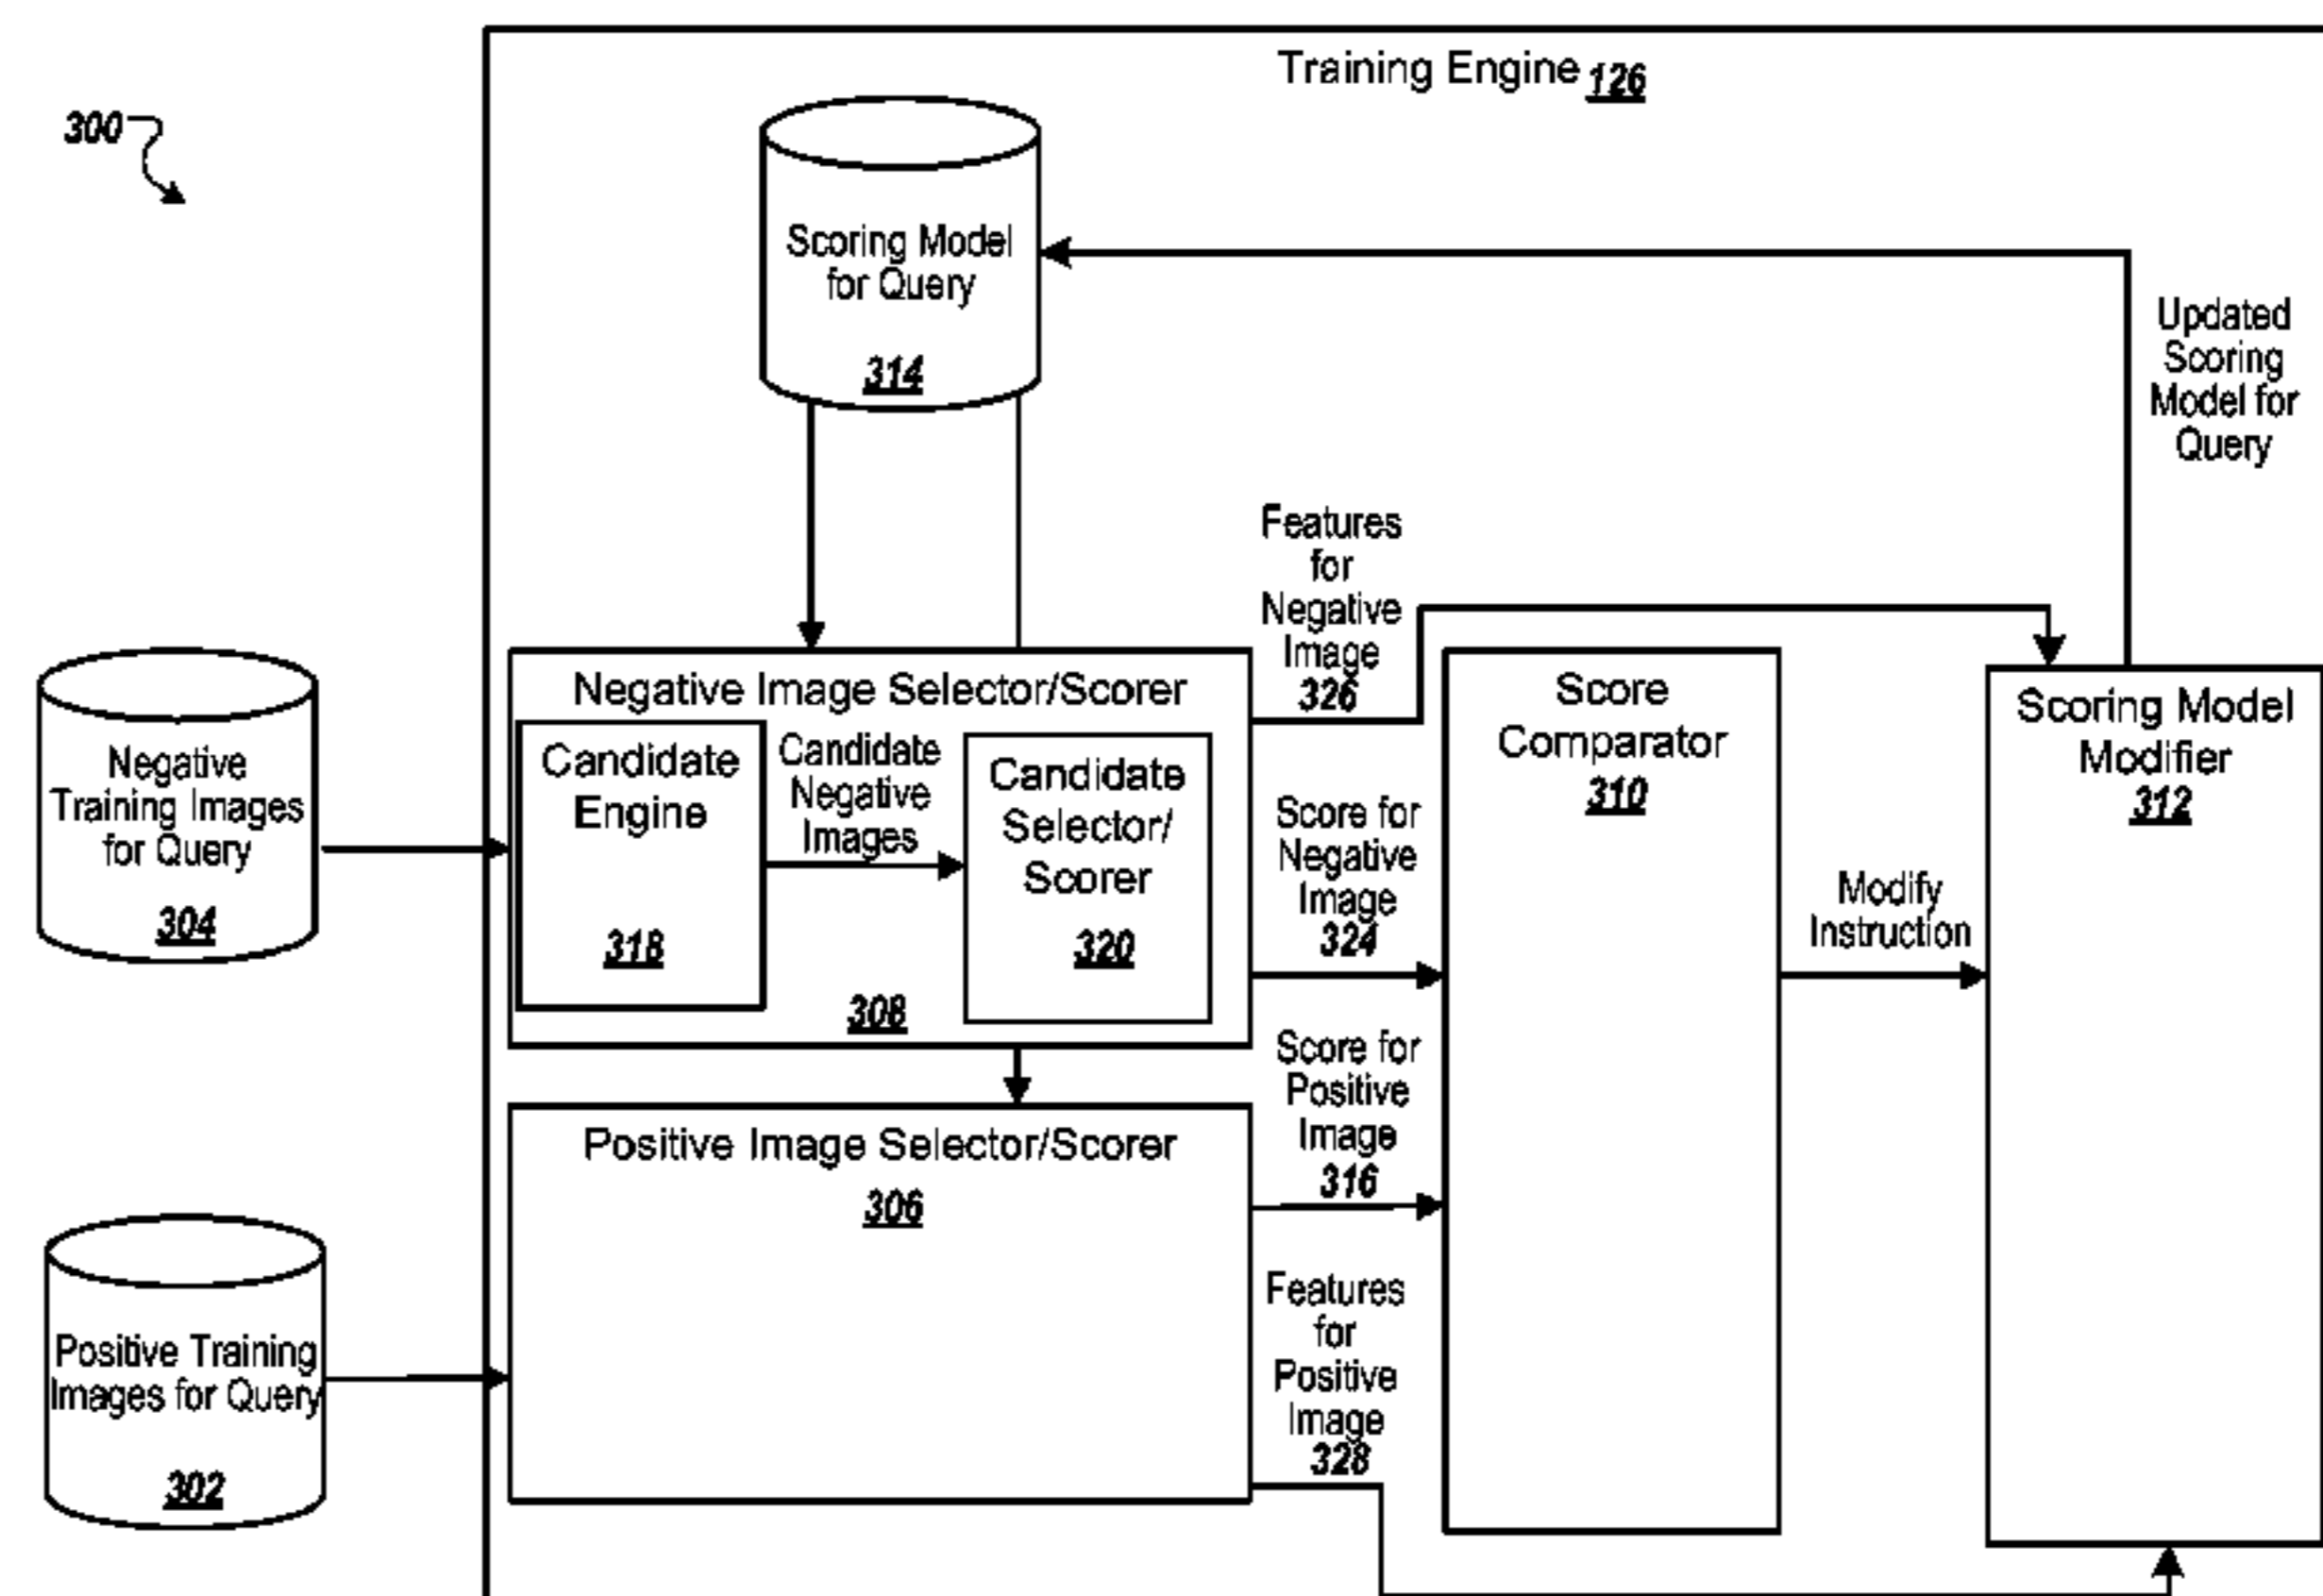 Training Engine 126
300
Scoring Model
for Query
314
Updated
Scoring
Model for
Query
Features
for
Negative
Image
326
Negative Training Images
for Query
304
Negative Image Selector/Scorer
Candidate
Engine
318
Candidate
Negative
Images
Candidate
Selector/
Scorer
320
308
Score for
Negative
Image
324
Score
Comparator
310
Modify
Instruction
Scoring Model
Modifier
312
Positive Training
Images for Query
302
Positive Image Selector/Scorer
306
Score for
Positive
Image
316
Features
for
Positive
Image
328